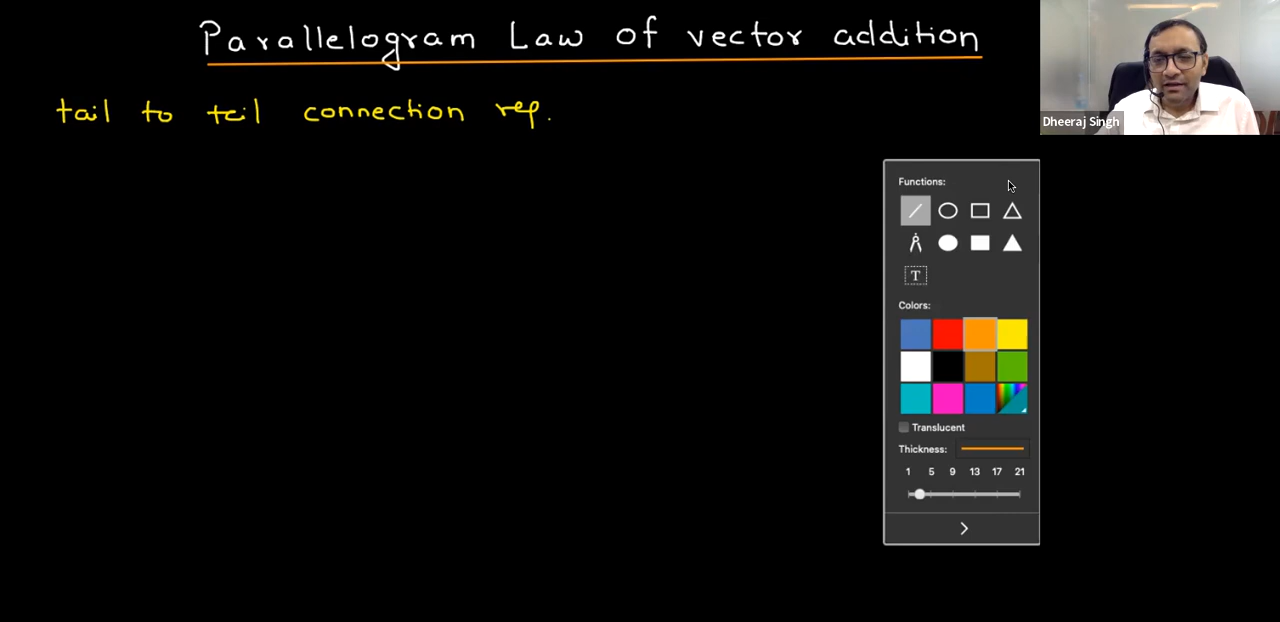 Parallelogram Law of vector addition
tail to tail connection rep.
Dheeraj Singh
Functions:
T
Colors:
Translucent
Thickness:
1 5 9 13 17 21